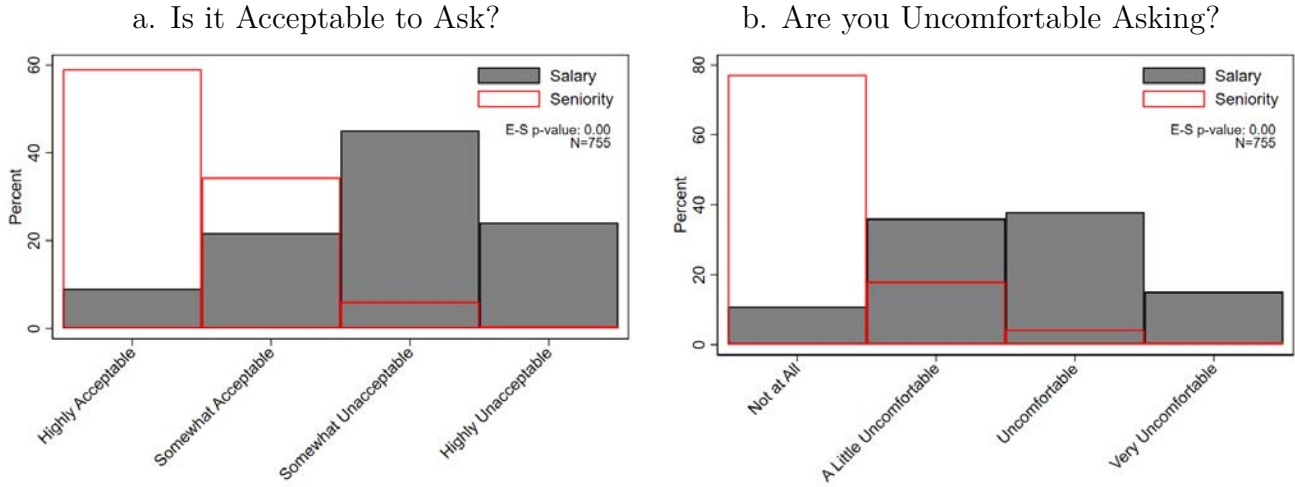 a. Is it Acceptable to Ask?
60
40
20
0
Percent
Salary
Seniority
E-S p-value: 0.00
N=755
Highly Acceptable
Somewhat Acceptable
Somewhat Unacceptable
Highly Unacceptable
b. Are you Uncomfortable Asking?
80
60
40
20
0
Percent
Salary
Seniority
E-S p-value: 0.00
N=755
Not at All
A Little Uncomfortable
Uncomfortable
Very Uncomfortable